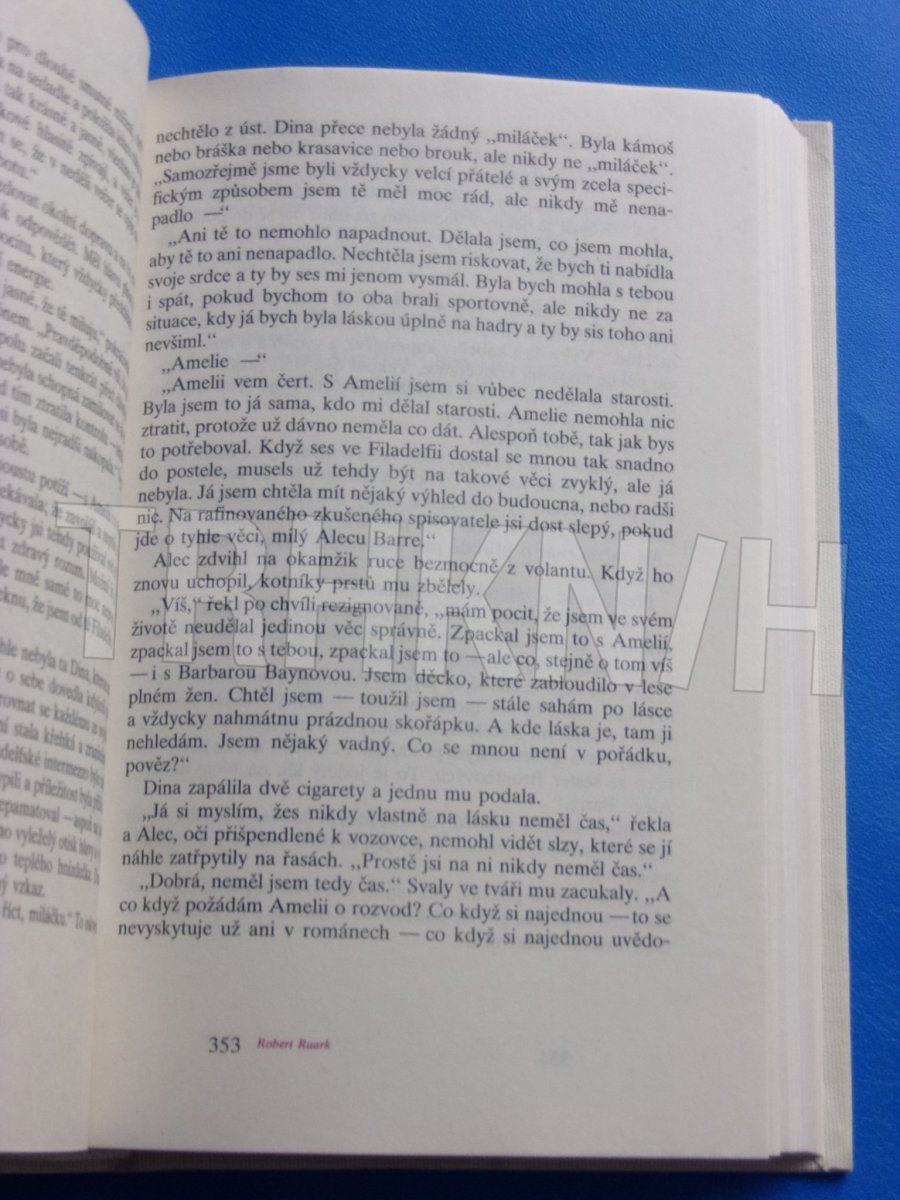 nechtělo z úst. Dina přece nebyla žádný „miláček“. Byla kámoš
nebo bráška nebo krasavice nebo brouk, ale nikdy ne „miláček“.
„Samozřejmě jsme byli vždycky velcí přátelé a svým zcela speci-
fickým způsobem jsem tě měl moc rád, ale nikdy mě nena-
padlo —“
„Ani tě to nemohlo napadnout. Dělala jsem, co jsem mohla,
aby tě to ani nenapadlo. Nechtěla jsem riskovat, že bych ti nabídla
svoje srdce a ty by ses mi jenom vysmál. Byla bych mohla s tebou
i spát, pokud bychom to oba brali sportovně, ale nikdy ne za
situace, kdy já bych byla láskou úplně na hadry a ty by sis toho ani
nevšiml.“
„Amelie —“
„Amelii vem čert. S Amelií jsem si vůbec nedělala starosti.
Byla jsem to já sama, kdo mi dělal starosti. Amelie nemohla nic
ztratit, protože už dávno neměla co dát. Alespoň tobě, tak jak bys
to potřeboval. Když ses ve Filadelfii dostal se mnou tak snadno
do postele, musels už tehdy být na takové věci zvyklý, ale já
nebyla. Já jsem chtěla mít nějaký výhled do budoucna, nebo radši
nic. Na rafinovaného zkušeného spisovatele jsi dost slepý, pokud
jde o tyhle věci, milý Alecu Barre.“
Alec zdvihl na okamžik ruce bezmocně z volantu. Když ho
znovu uchopil, kotníky prstů mu zbělely.
„Víš,“ řekl po chvíli rezignovaně, „mám pocit, že jsem ve svém
životě neudělal jedinou věc správně. Zpackal jsem to s Amelií,
zpackal jsem to s tebou, zpackal jsem to — ale co, stejně o tom víš
— i s Barbarou Baynovou. Jsem děcko, které zabloudilo v lese
plném žen. Chtěl jsem — toužil jsem — stále sahám po lásce
a vždycky nahmátnu prázdnou skořápku. A kde láska je, tam ji
nehledám. Jsem nějaký vadný. Co se mnou není v pořádku,
pověz?“
Dina zapálila dvě cigarety a jednu mu podala.
„Já si myslím, žes nikdy vlastně na lásku neměl čas,“ řekla
a Alec, oči přišpendlené k vozovce, nemohl vidět slzy, které se jí
náhle zatřpytily na řasách. „Prostě jsi na ni nikdy neměl čas.“
„Dobrá, neměl jsem tedy čas.“ Svaly ve tváři mu zacukaly. „A
co když požádám Amelii o rozvod? Co když si najednou — to se
nevyskytuje už ani v románech — co když si najednou uvědo-
353 Robert Ruark